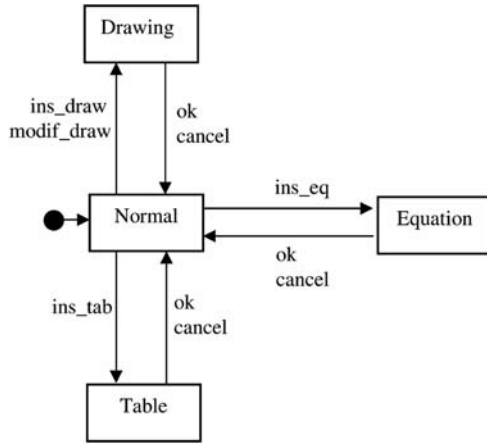 Drawing
ins_draw
modif_draw
ok
cancel
Normal
ins_eq
Equation
ok
cancel
ins_tab
ok
cancel
Table